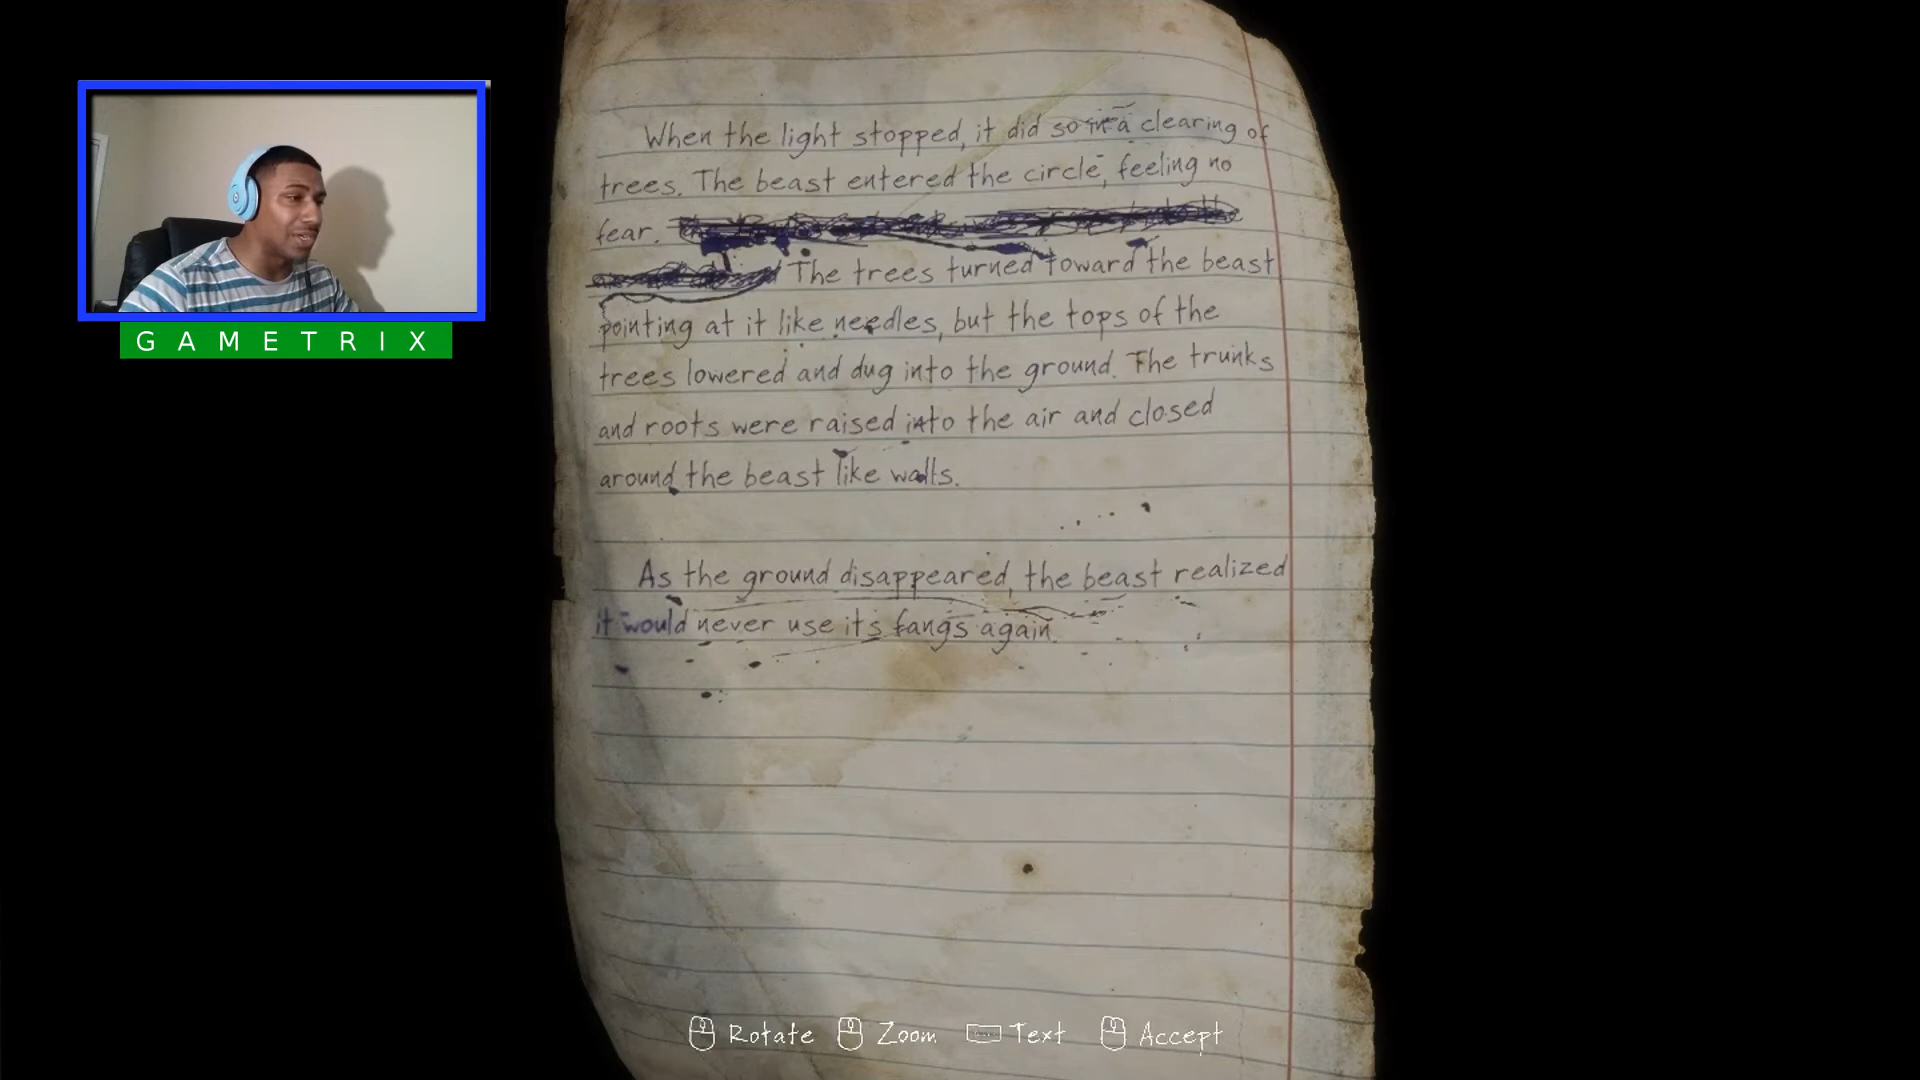 When the light stopped, it did so in a clearing of
trees. The beast entered the circle, feeling no
fear.
The trees turned toward the beast
pointing at it like needles, but the tops of the
trees lowered and dug into the ground. The trunks
and roots were raised into the air and closed
around the beast like walls.
As the ground disappeared, the beast realized
it would never use its fangs again.
GAMETRIX
Rotate Zoom Text Accept